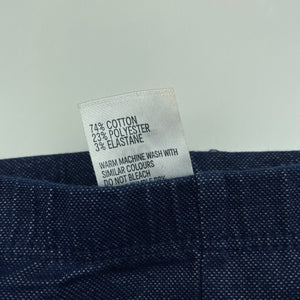 74% COTTON
23% POLYESTER
3% ELASTANE
WARM MACHINE WASH WITH
SIMILAR COLOURS
DO NOT BLEACH